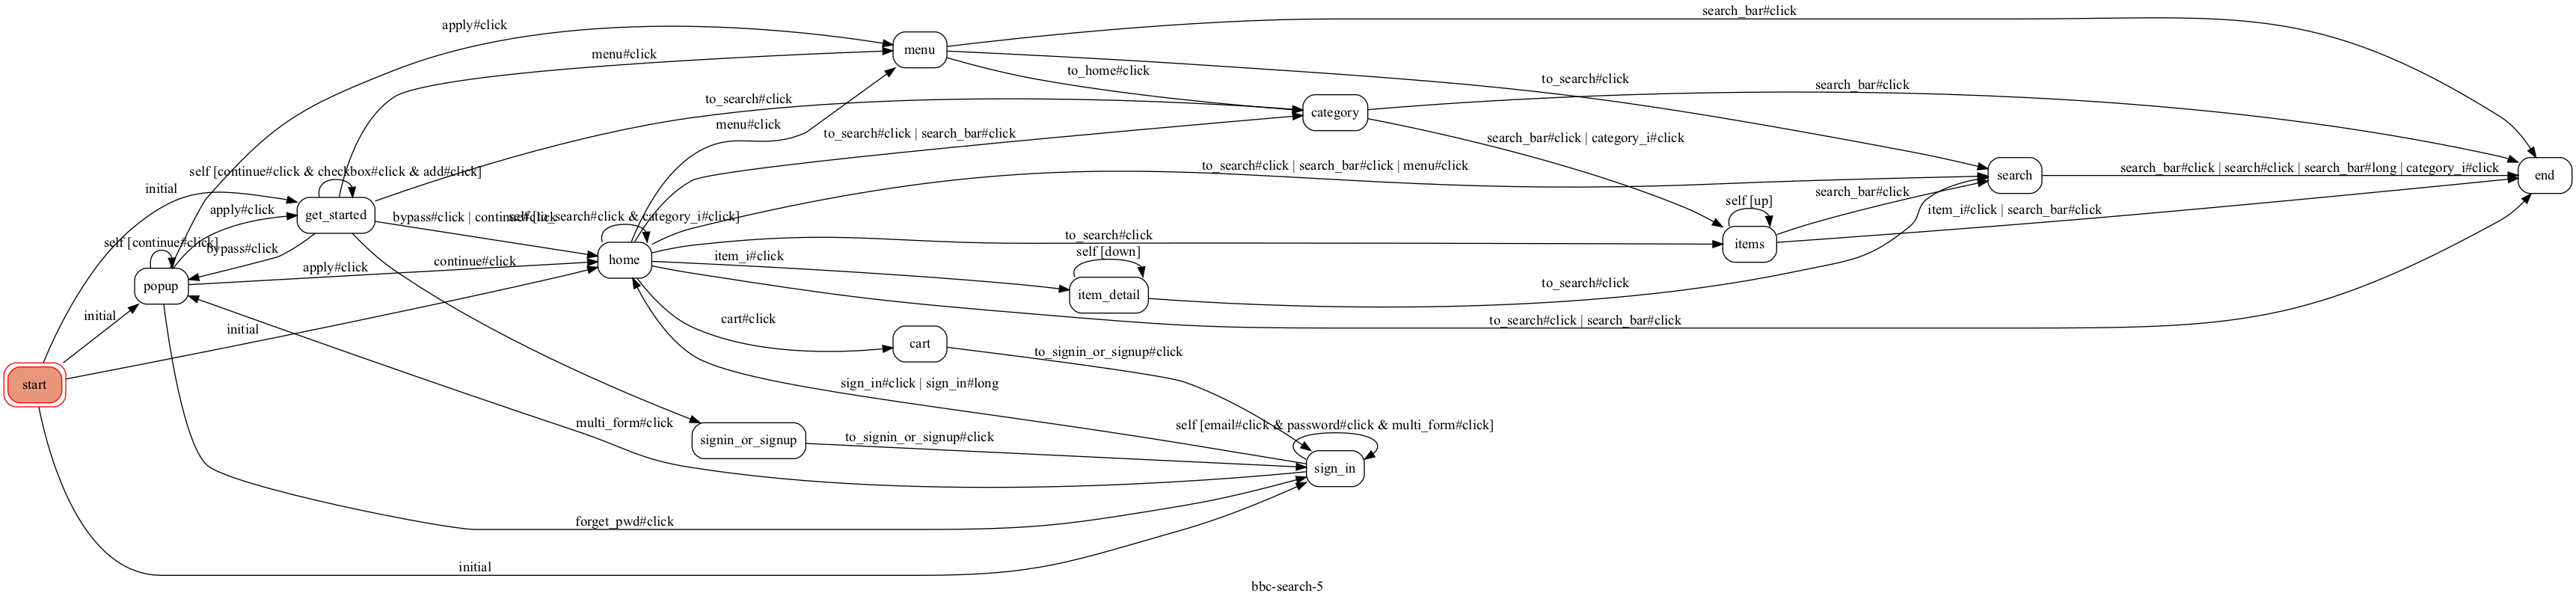 apply#click
search_bar#click
menu
menu#click
to_home#click
to_search#click
search_bar#click
to_search#click
category
menu#click
to_search#click | search_bar#click
search_bar#click | category_i#click
to_search#click | search_bar#click | menu#click
search_bar#click | search#click | search_bar#long | category_i#click
self [continue#click & checkbox#click & add#click]
initial
search
end
search_bar#click
self [up]
apply#click
get_started
bypass#click | continue#click
self [to_search#click & category_i#click]
item_i#click | search_bar#click
to_search#click
items
self [continue#click]
bypass#click
home
item_i#click
self [down]
continue#click
apply#click
popup
item_detail
to_search#click
initial
initial
cart#click
to_search#click | search_bar#click
cart
to_signin_or_signup#click
start
sign_in#click | sign_in#long
multi_form#click
self [email#click & password#click & multi_form#click]
signin_or_signup
to_signin_or_signup#click
sign_in
forget_pwd#click
initial
bbc-search-5